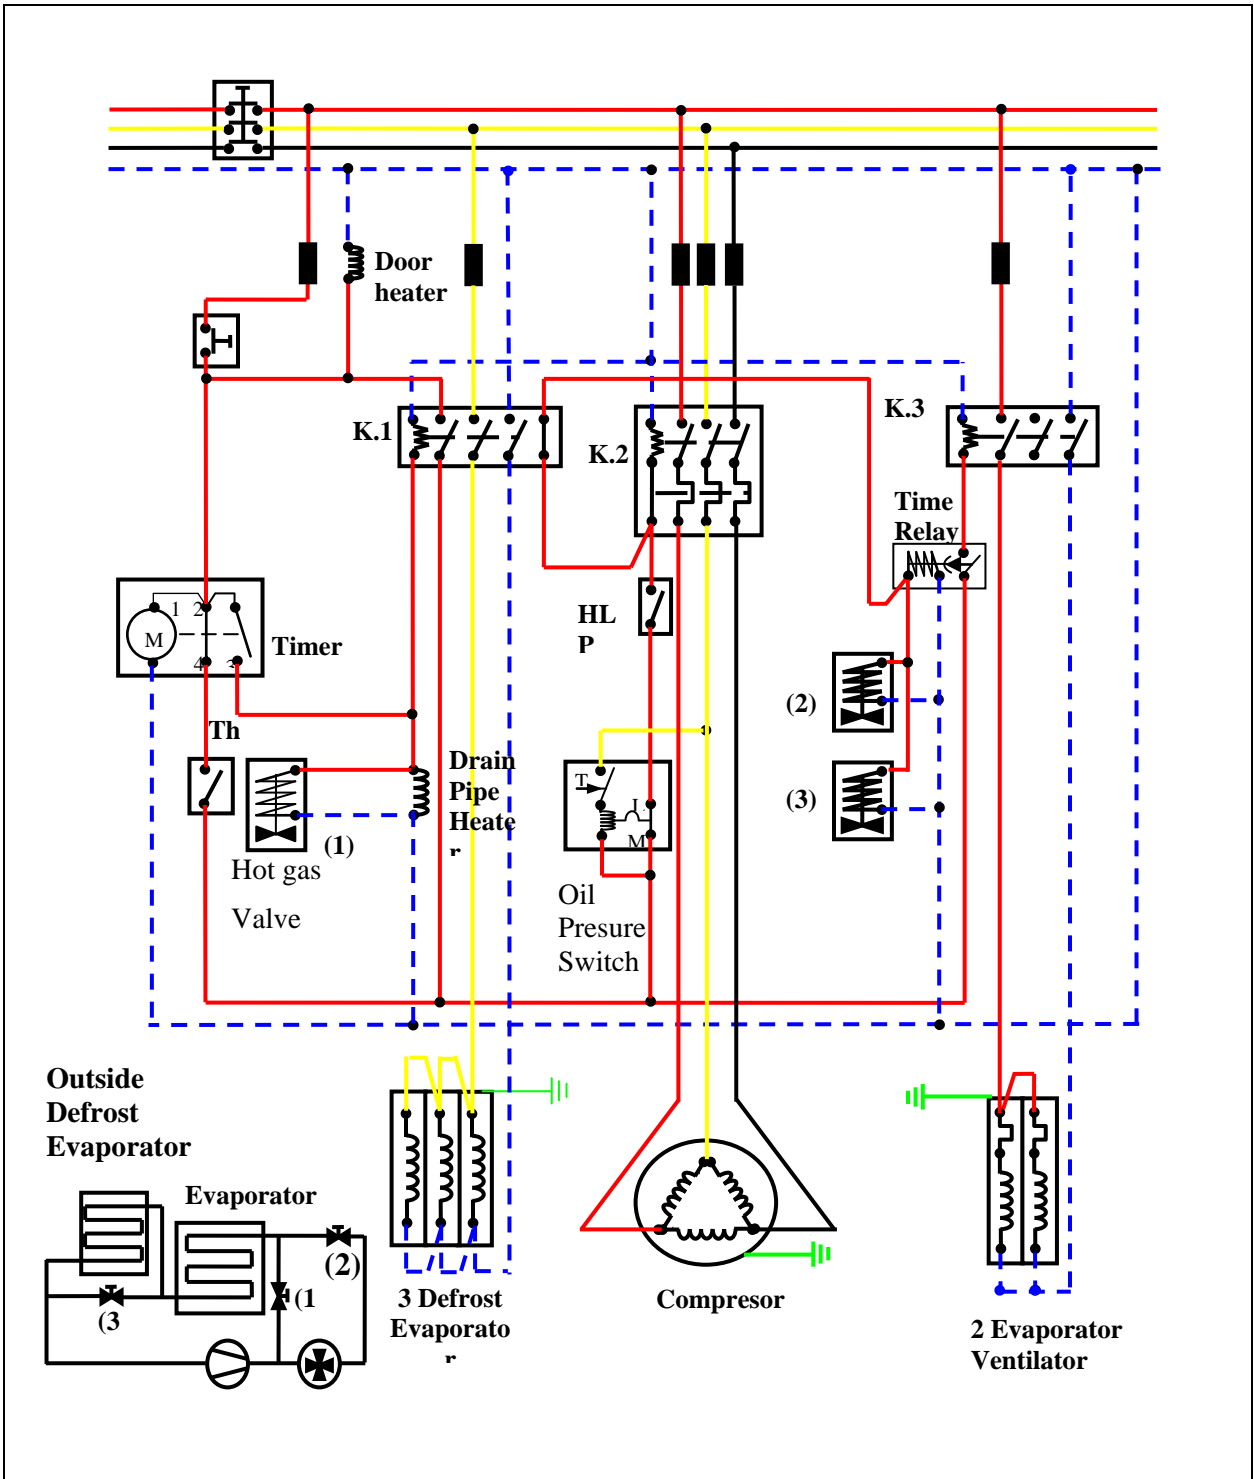 Door
heater
K.1
K.2
K.3
Time
Relay
1
2
M
4
3
Timer
HL
P
Th
(2)
(3)
Drain
Pipe
Heate
r
(1)
Hot gas
Valve
T
L
M
Oil
Presure
Switch
Outside
Defrost
Evaporator
Evaporator
(2)
(1
(3
3 Defrost
Evaporato
r
Compresor
2 Evaporator
Ventilator